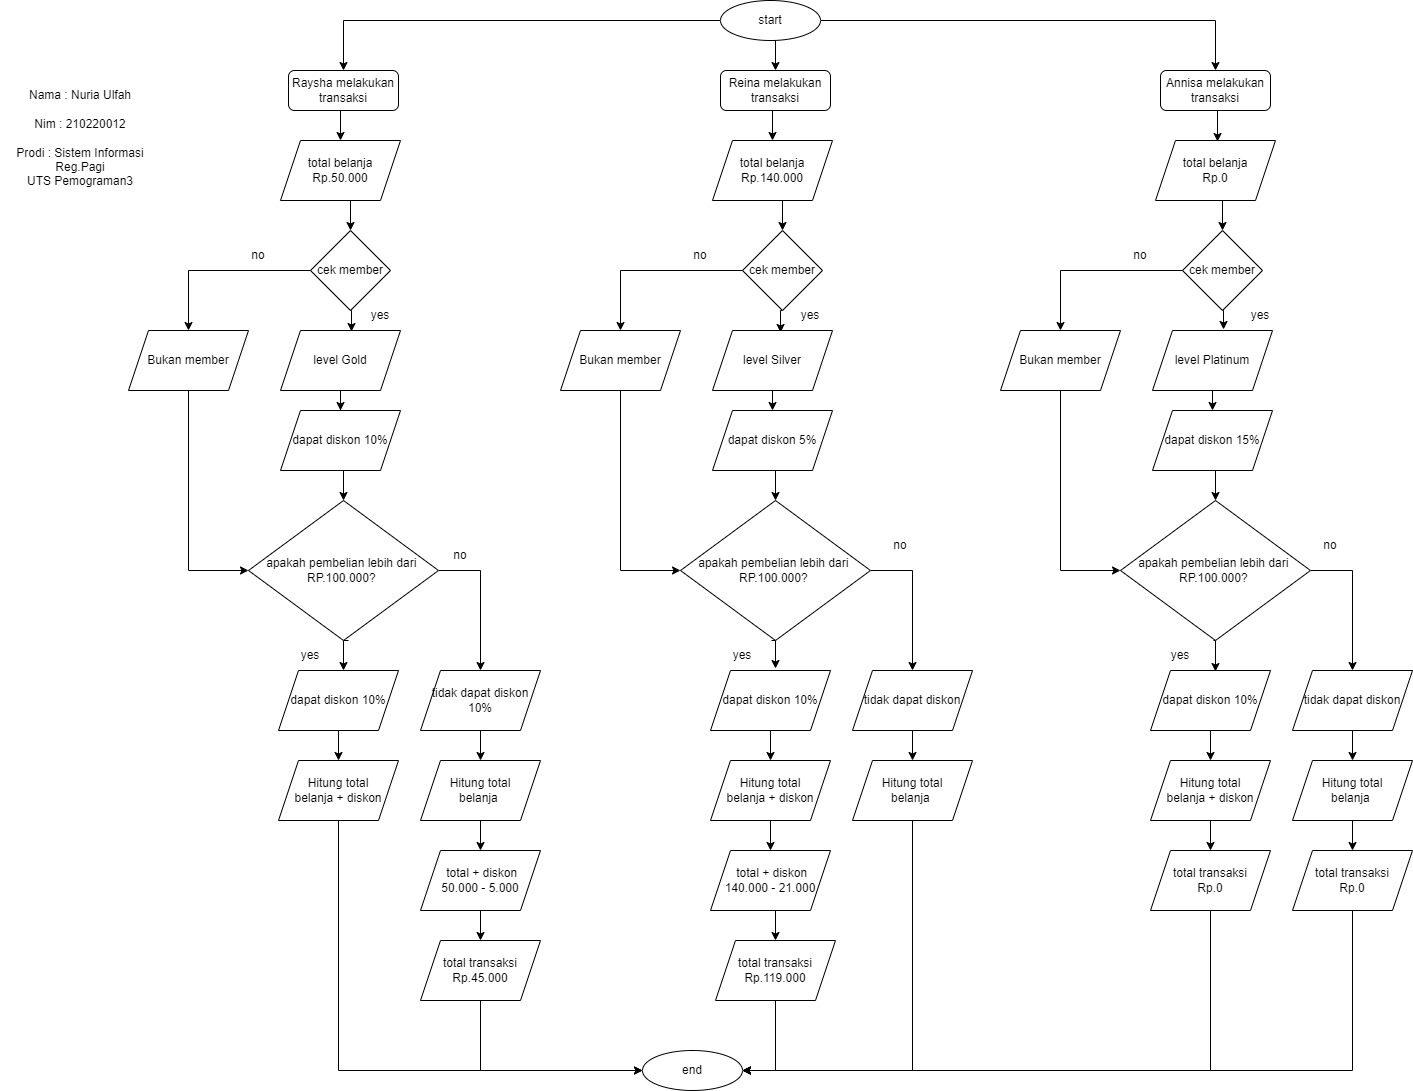 start
Nama : Nuria Ulfah
Nim : 210220012
Prodi : Sistem Informasi
Reg.Pagi
UTS Pemograman3
Raysha melakukan
transaksi
total belanja
Rp.50.000
cek member
no
yes
Bukan member
level Gold
dapat diskon 10%
apakah pembelian lebih dari
RP.100.000?
no
yes
dapat diskon 10%
tidak dapat diskon
10%
Hitung total
belanja + diskon
Hitung total
belanja
total + diskon
50.000 - 5.000
total transaksi
Rp.45.000
Reina melakukan
transaksi
total belanja
Rp.140.000
cek member
no
yes
Bukan member
level Silver
dapat diskon 5%
apakah pembelian lebih dari
RP.100.000?
no
yes
dapat diskon 10%
tidak dapat diskon
Hitung total
belanja + diskon
Hitung total
belanja
total + diskon
140.000 - 21.000
total transaksi
Rp.119.000
Annisa melakukan
transaksi
total belanja
Rp.0
cek member
no
yes
Bukan member
level Platinum
dapat diskon 15%
apakah pembelian lebih dari
RP.100.000?
no
yes
dapat diskon 10%
tidak dapat diskon
Hitung total
belanja + diskon
Hitung total
belanja
total transaksi
Rp.0
total transaksi
Rp.0
end